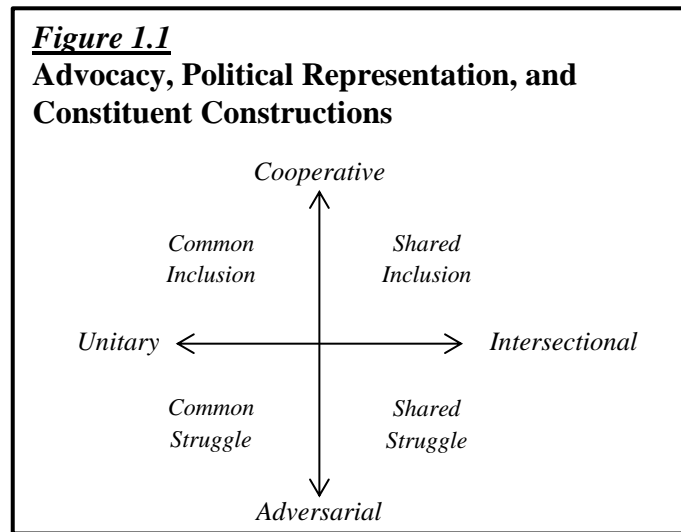 Figure 1.1
Advocacy, Political Representation, and
Constituent Constructions
Cooperative
Common
Inclusion
Shared
Inclusion
Unitary
Intersectional
Common
Struggle
Shared
Struggle
Adversarial